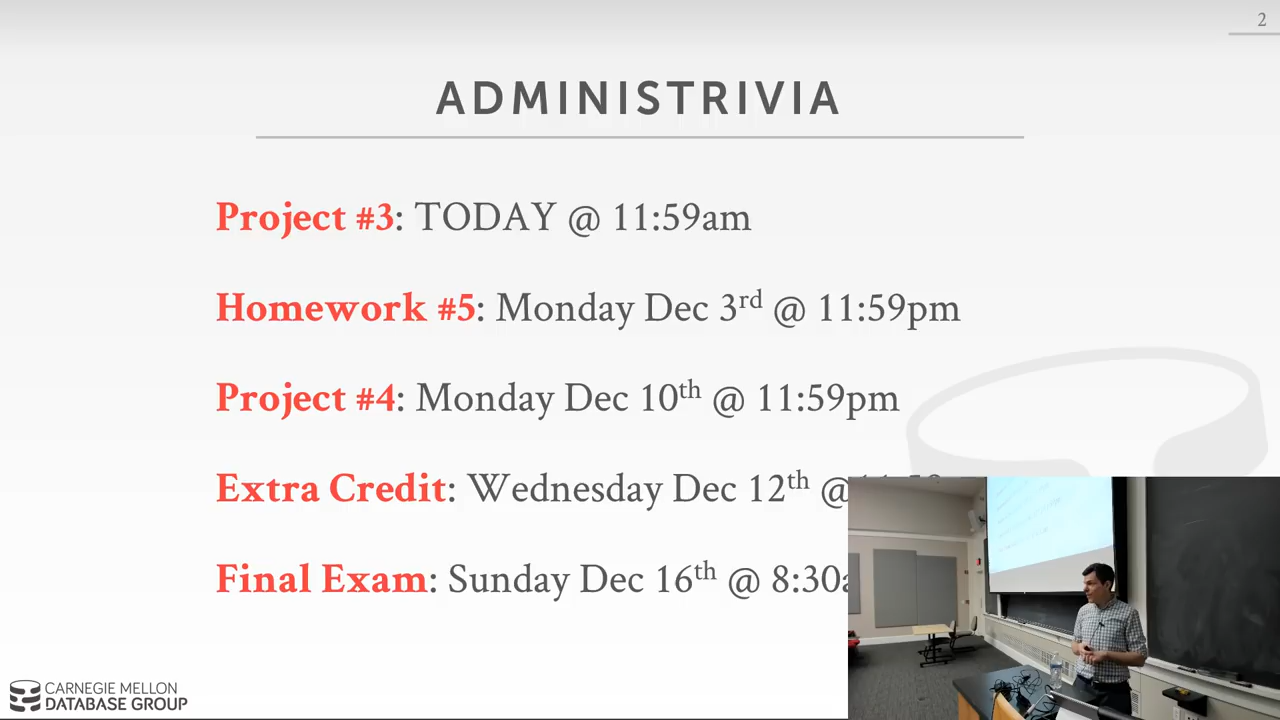 2
ADMINISTRIVIA
Project #3: TODAY @ 11:59am
Homework #5: Monday Dec 3rd @ 11:59pm
Project #4: Monday Dec 10th @ 11:59pm
Extra Credit: Wednesday Dec 12th @
Final Exam: Sunday Dec 16th @ 8:30a
CARNEGIE MELLON
DATABASE GROUP